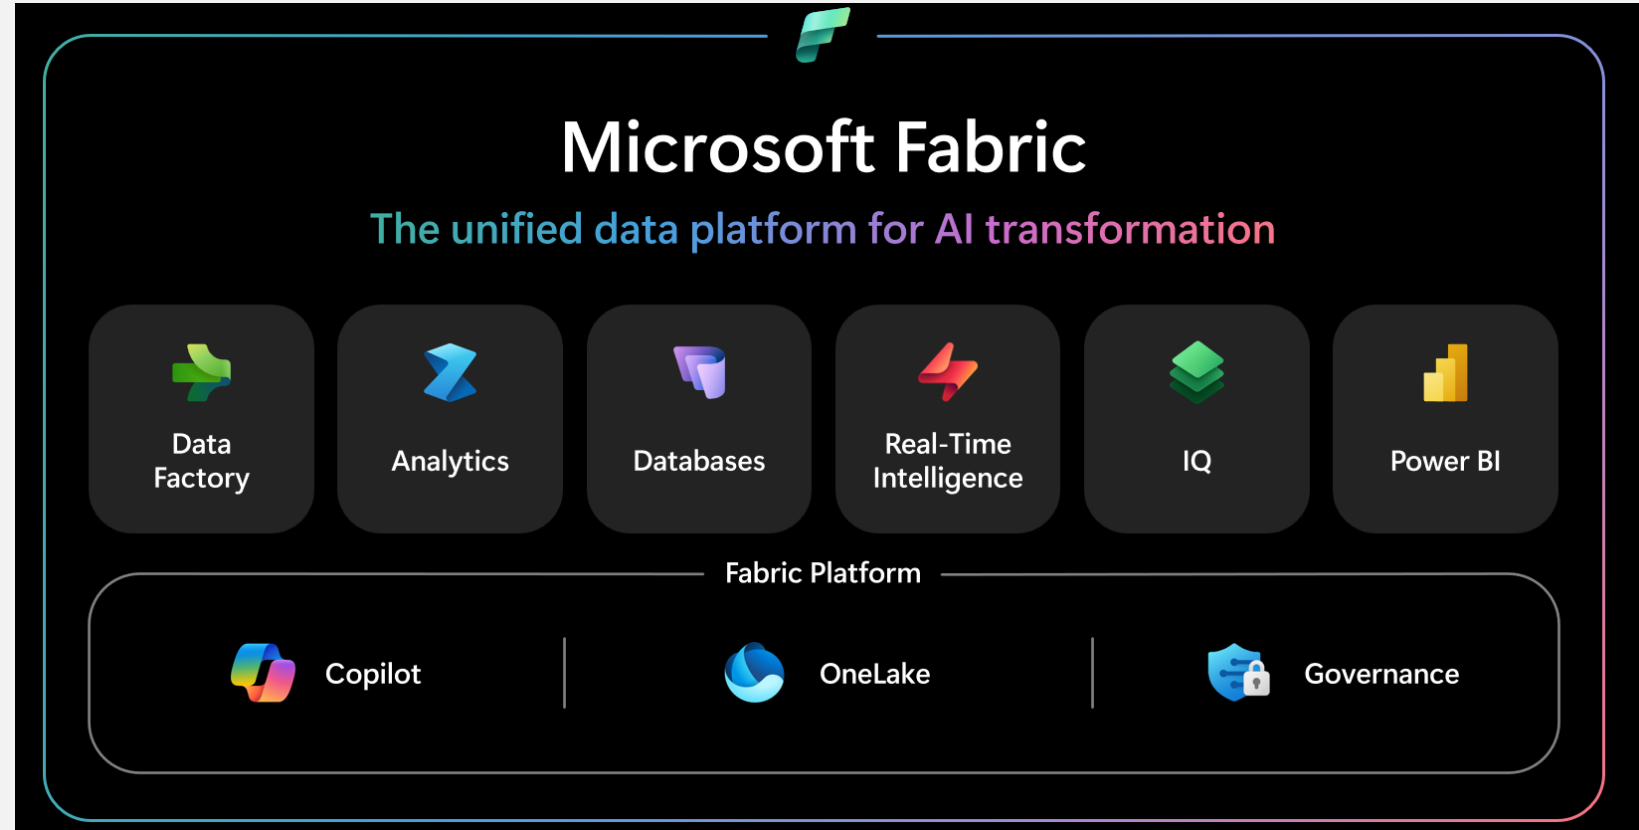 Microsoft Fabric
The unified data platform for AI transformation
Data
Factory
Analytics
Databases
Real-Time
Intelligence
IQ
Power BI
Fabric Platform
Copilot
OneLake
Governance